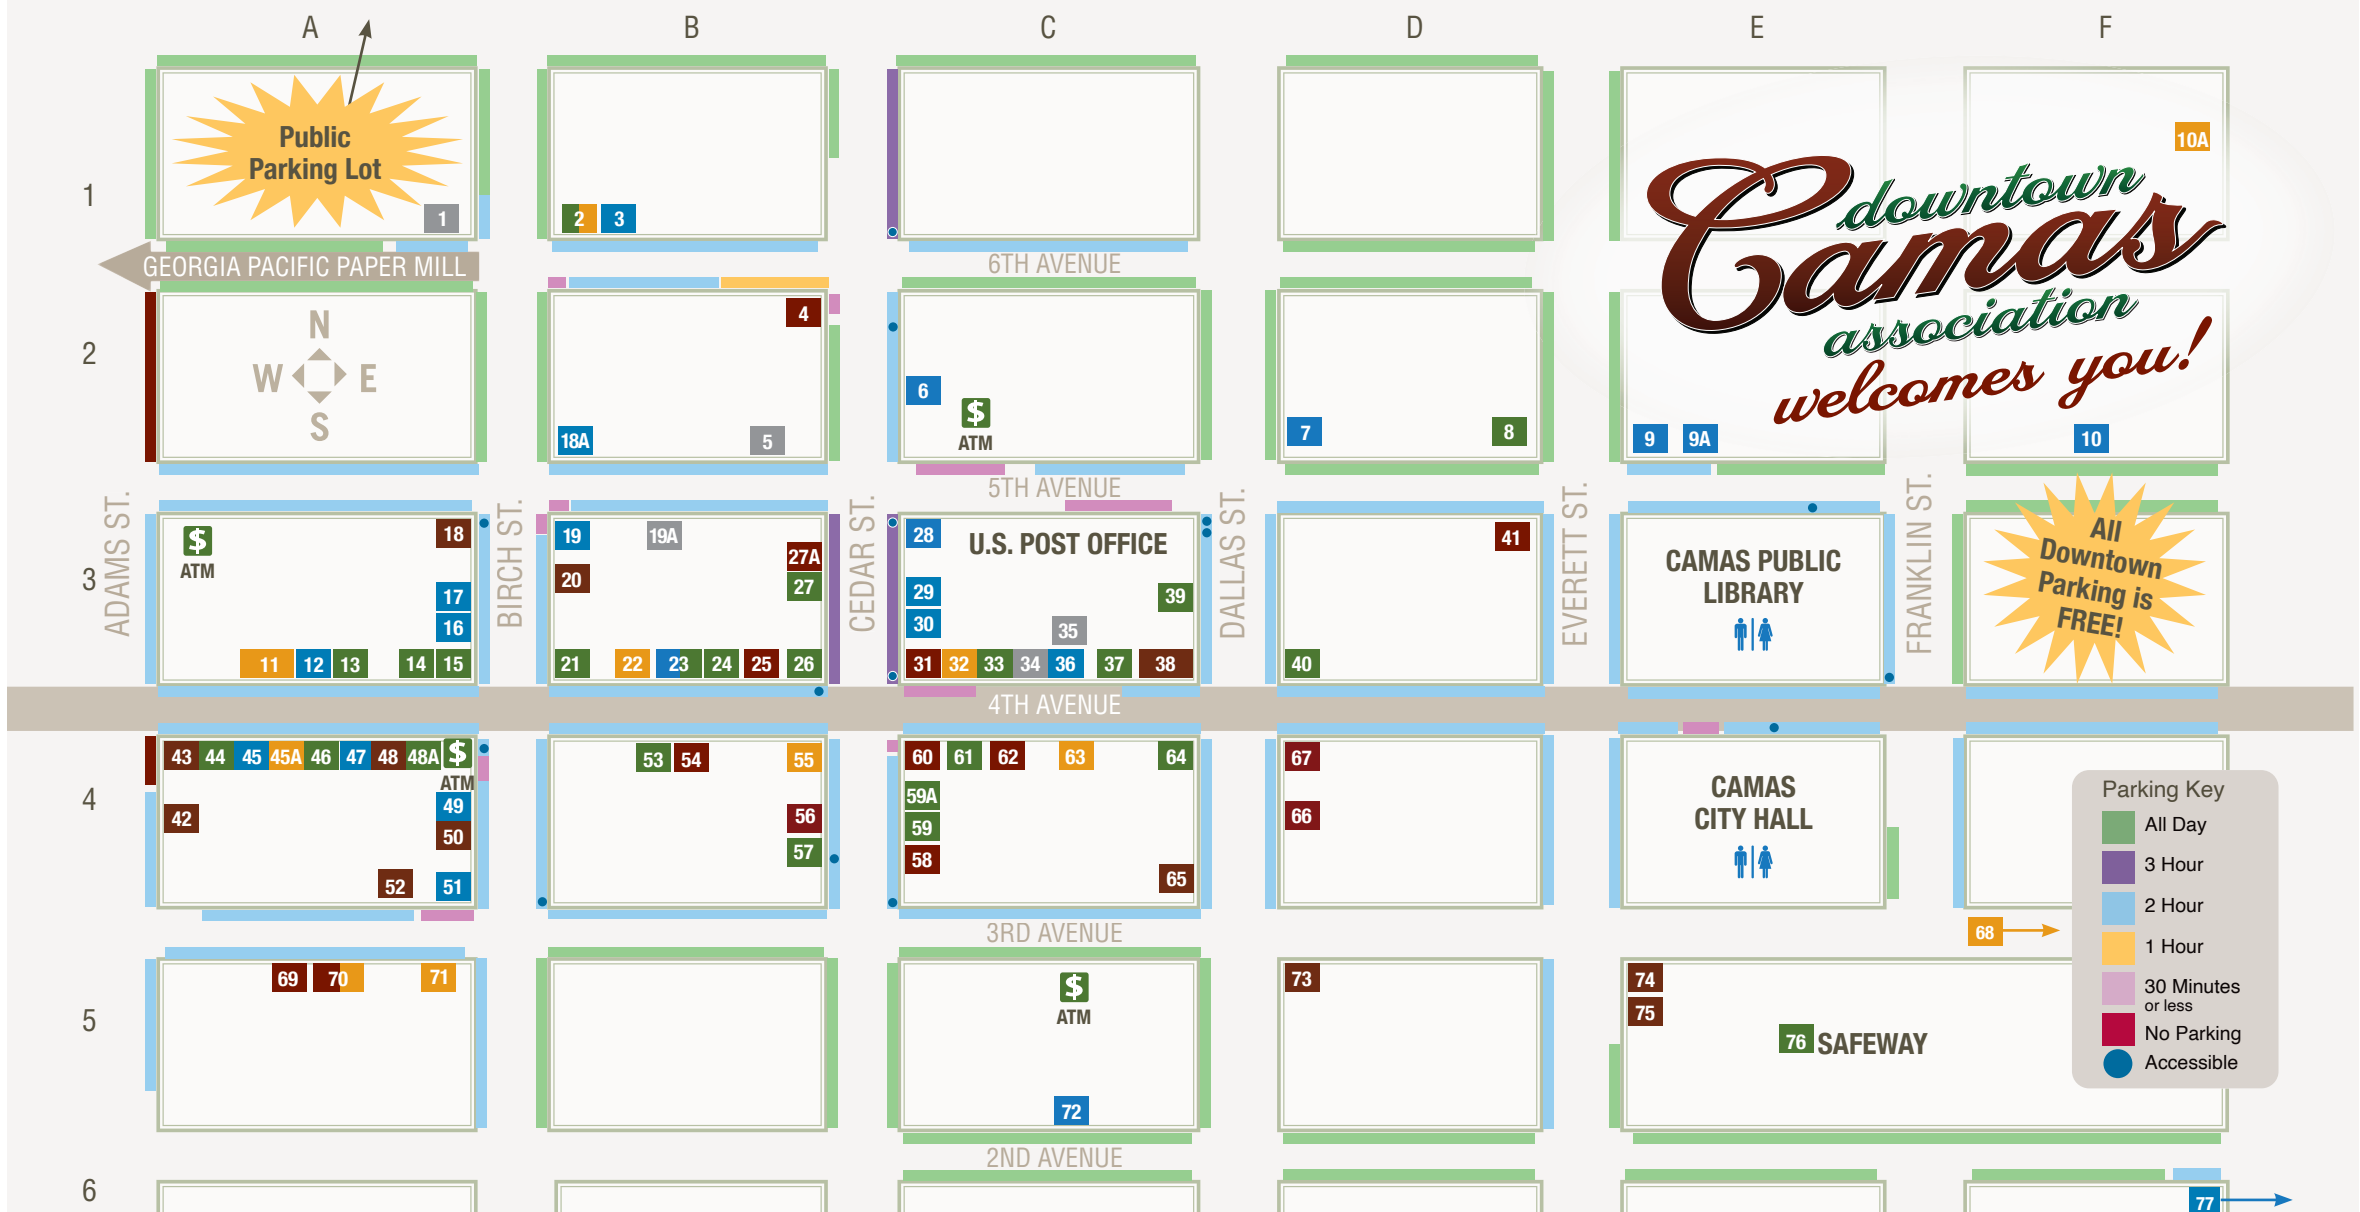 A B C D E F
Public
Parking Lot
1
1
2 3
10A
downtown
Camas
association
welcomes you!
GEORGIA PACIFIC PAPER MILL
6TH AVENUE
2
N
W E
S
4
18A 5
6
$
ATM
7 8
9 9A
10
5TH AVENUE
ADAMS ST.
BIRCH ST.
CEDAR ST.
DALLAS ST.
EVERETT ST.
FRANKLIN ST.
3
$
ATM
18
17
16
11 12 13 14 15
19 19A
20
27A
27
21 22 23 24 25 26
28
U.S. POST OFFICE
29
30
39
35
31 32 33 34 36 37 38
41
40
CAMAS PUBLIC
LIBRARY
All
Downtown
Parking is
FREE!
4TH AVENUE
4
43 44 45 45A 46 47 48 48A $
ATM
42
49
50
52 51
53 54 55
56
57
60 61 62 63 64
59A
59
58
65
67
66
CAMAS
CITY HALL
68
3RD AVENUE
5
69 70 71
$
ATM
72
73
74
75
76 SAFEWAY
Parking Key
All Day
3 Hour
2 Hour
1 Hour
30 Minutes
or less
No Parking
Accessible
2ND AVENUE
6
77